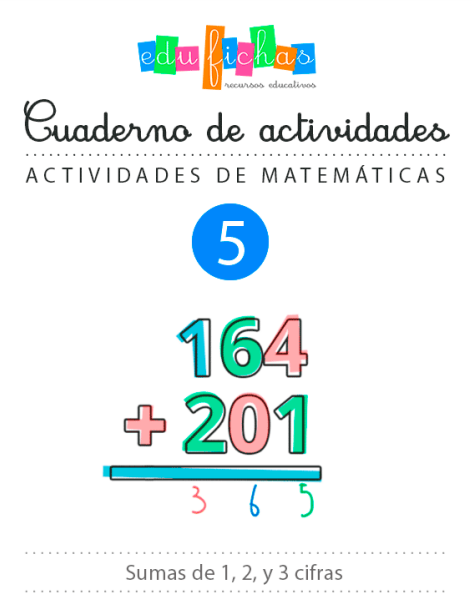 edufichas
recursos educativos
Cuaderno de actividades
ACTIVIDADES DE MATEMÁTICAS
5
164
+ 201
3 6 5
Sumas de 1, 2, y 3 cifras